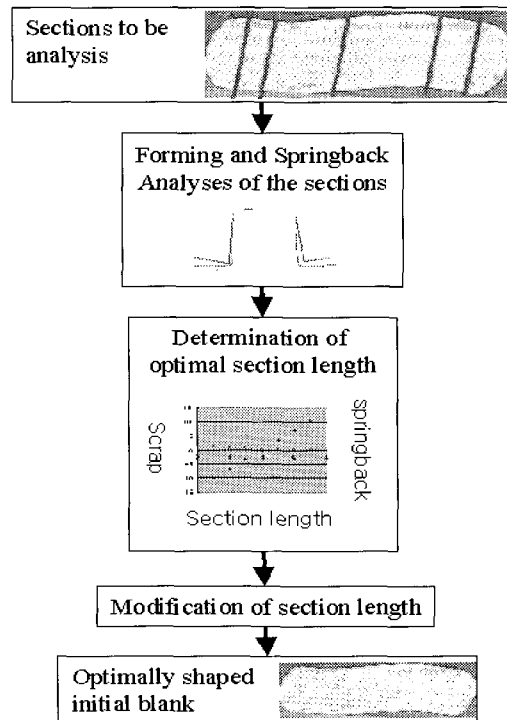 Sections to be
analysis
Forming and Springback
Analyses of the sections
Determination of
optimal section length
Scrap
springback
Section length
Modification of section length
Optimally shaped
initial blank